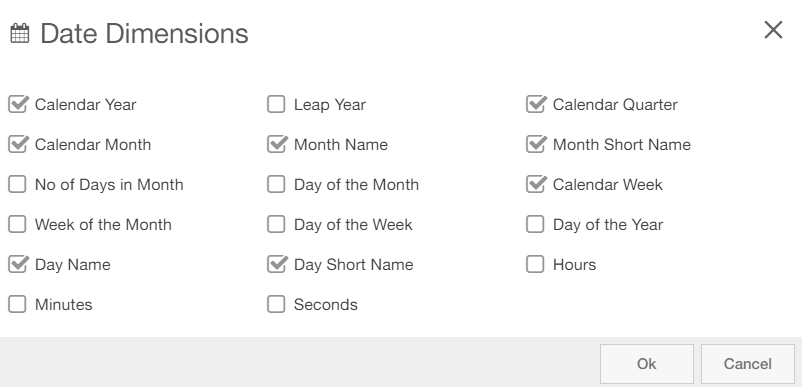 Date Dimensions
Calendar Year Leap Year Calendar Quarter
Calendar Month Month Name Month Short Name
No of Days in Month Day of the Month Calendar Week
Week of the Month Day of the Week Day of the Year
Day Name Day Short Name Hours
Minutes Seconds
Ok Cancel